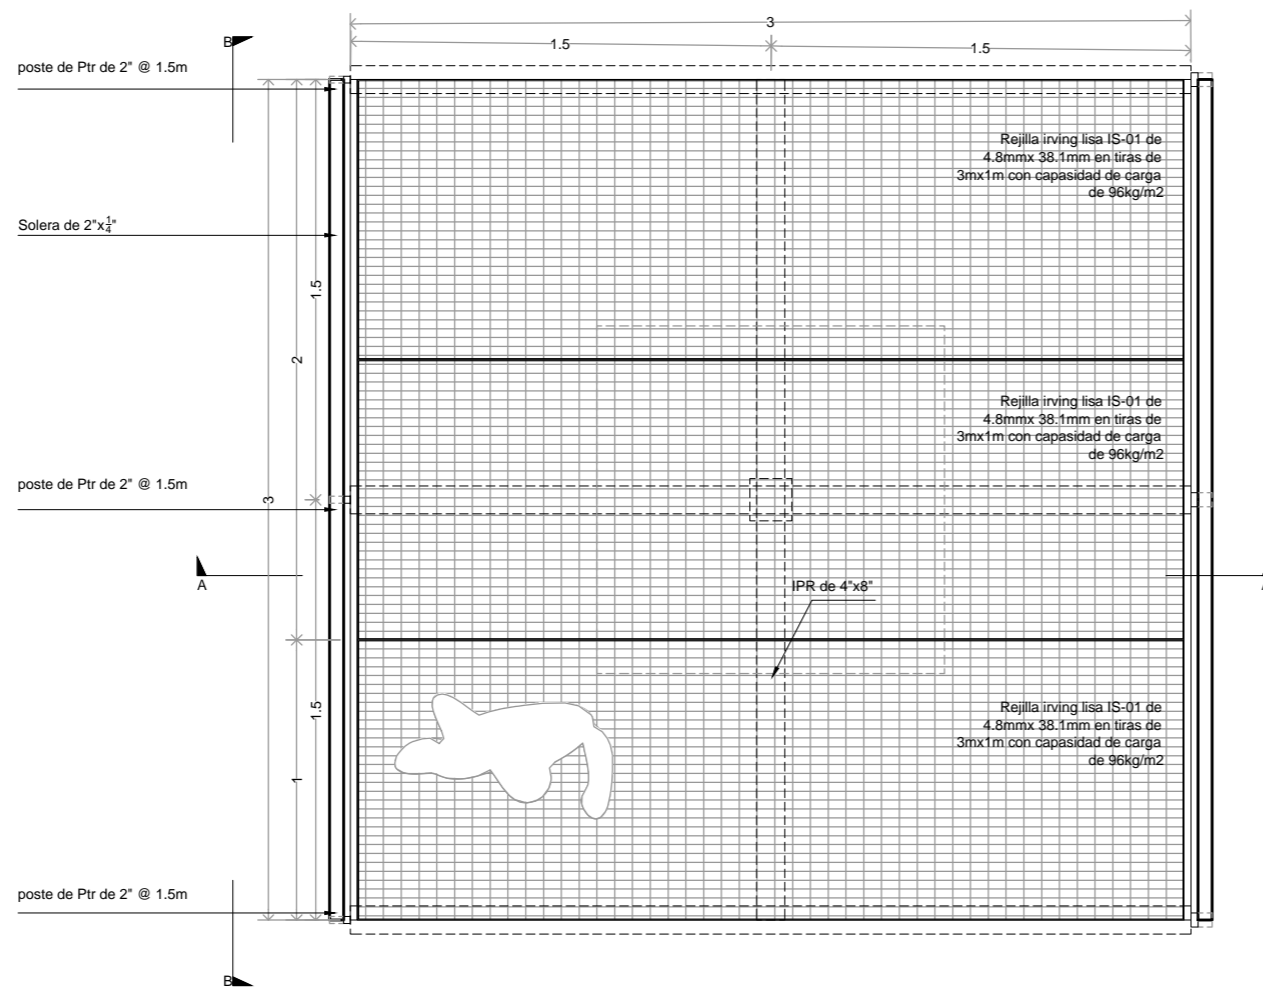 3
B
1.5
1.5
poste de Ptr de 2" @ 1.5m
Rejilla irving lisa IS-01 de
4.8mmx 38.1mm en tiras de
3mx1m con capasidad de carga
de 96kg/m2
Solera de 2"x1/4"
1.5
2
Rejilla irving lisa IS-01 de
4.8mmx 38.1mm en tiras de
3mx1m con capasidad de carga
de 96kg/m2
poste de Ptr de 2" @ 1.5m
3
A
IPR de 4"x8"
1.5
Rejilla irving lisa IS-01 de
4.8mmx 38.1mm en tiras de
3mx1m con capasidad de carga
de 96kg/m2
1
poste de Ptr de 2" @ 1.5m
B